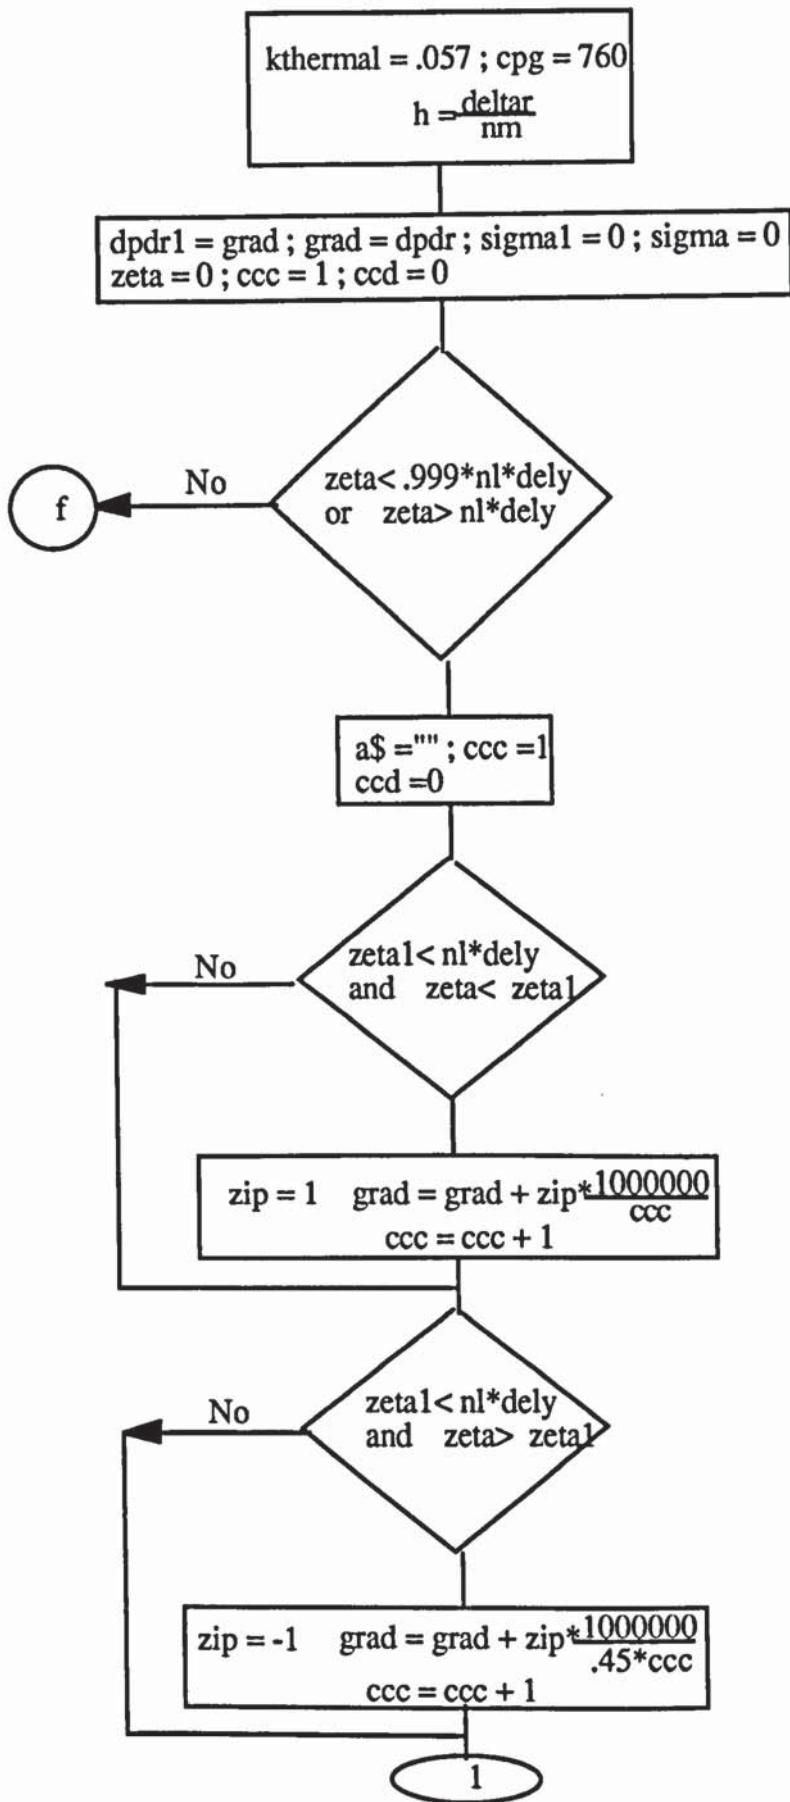 kthermal = .057 ; cpg = 760
h = deltar
nm
dpdr1 = grad ; grad = dpdr ; sigma1 = 0 ; sigma = 0
zeta = 0 ; ccc = 1 ; ccd = 0
zeta< .999*nl*dely
or zeta> nl*dely
No
f
a$ ="" ; ccc =1
ccd =0
zeta1< nl*dely
and zeta< zeta1
No
zip = 1 grad = grad + zip*1000000
ccc
ccc = ccc + 1
zeta1< nl*dely
and zeta> zeta1
No
zip = -1 grad = grad + zip*1000000
.45*ccc
ccc = ccc + 1
1